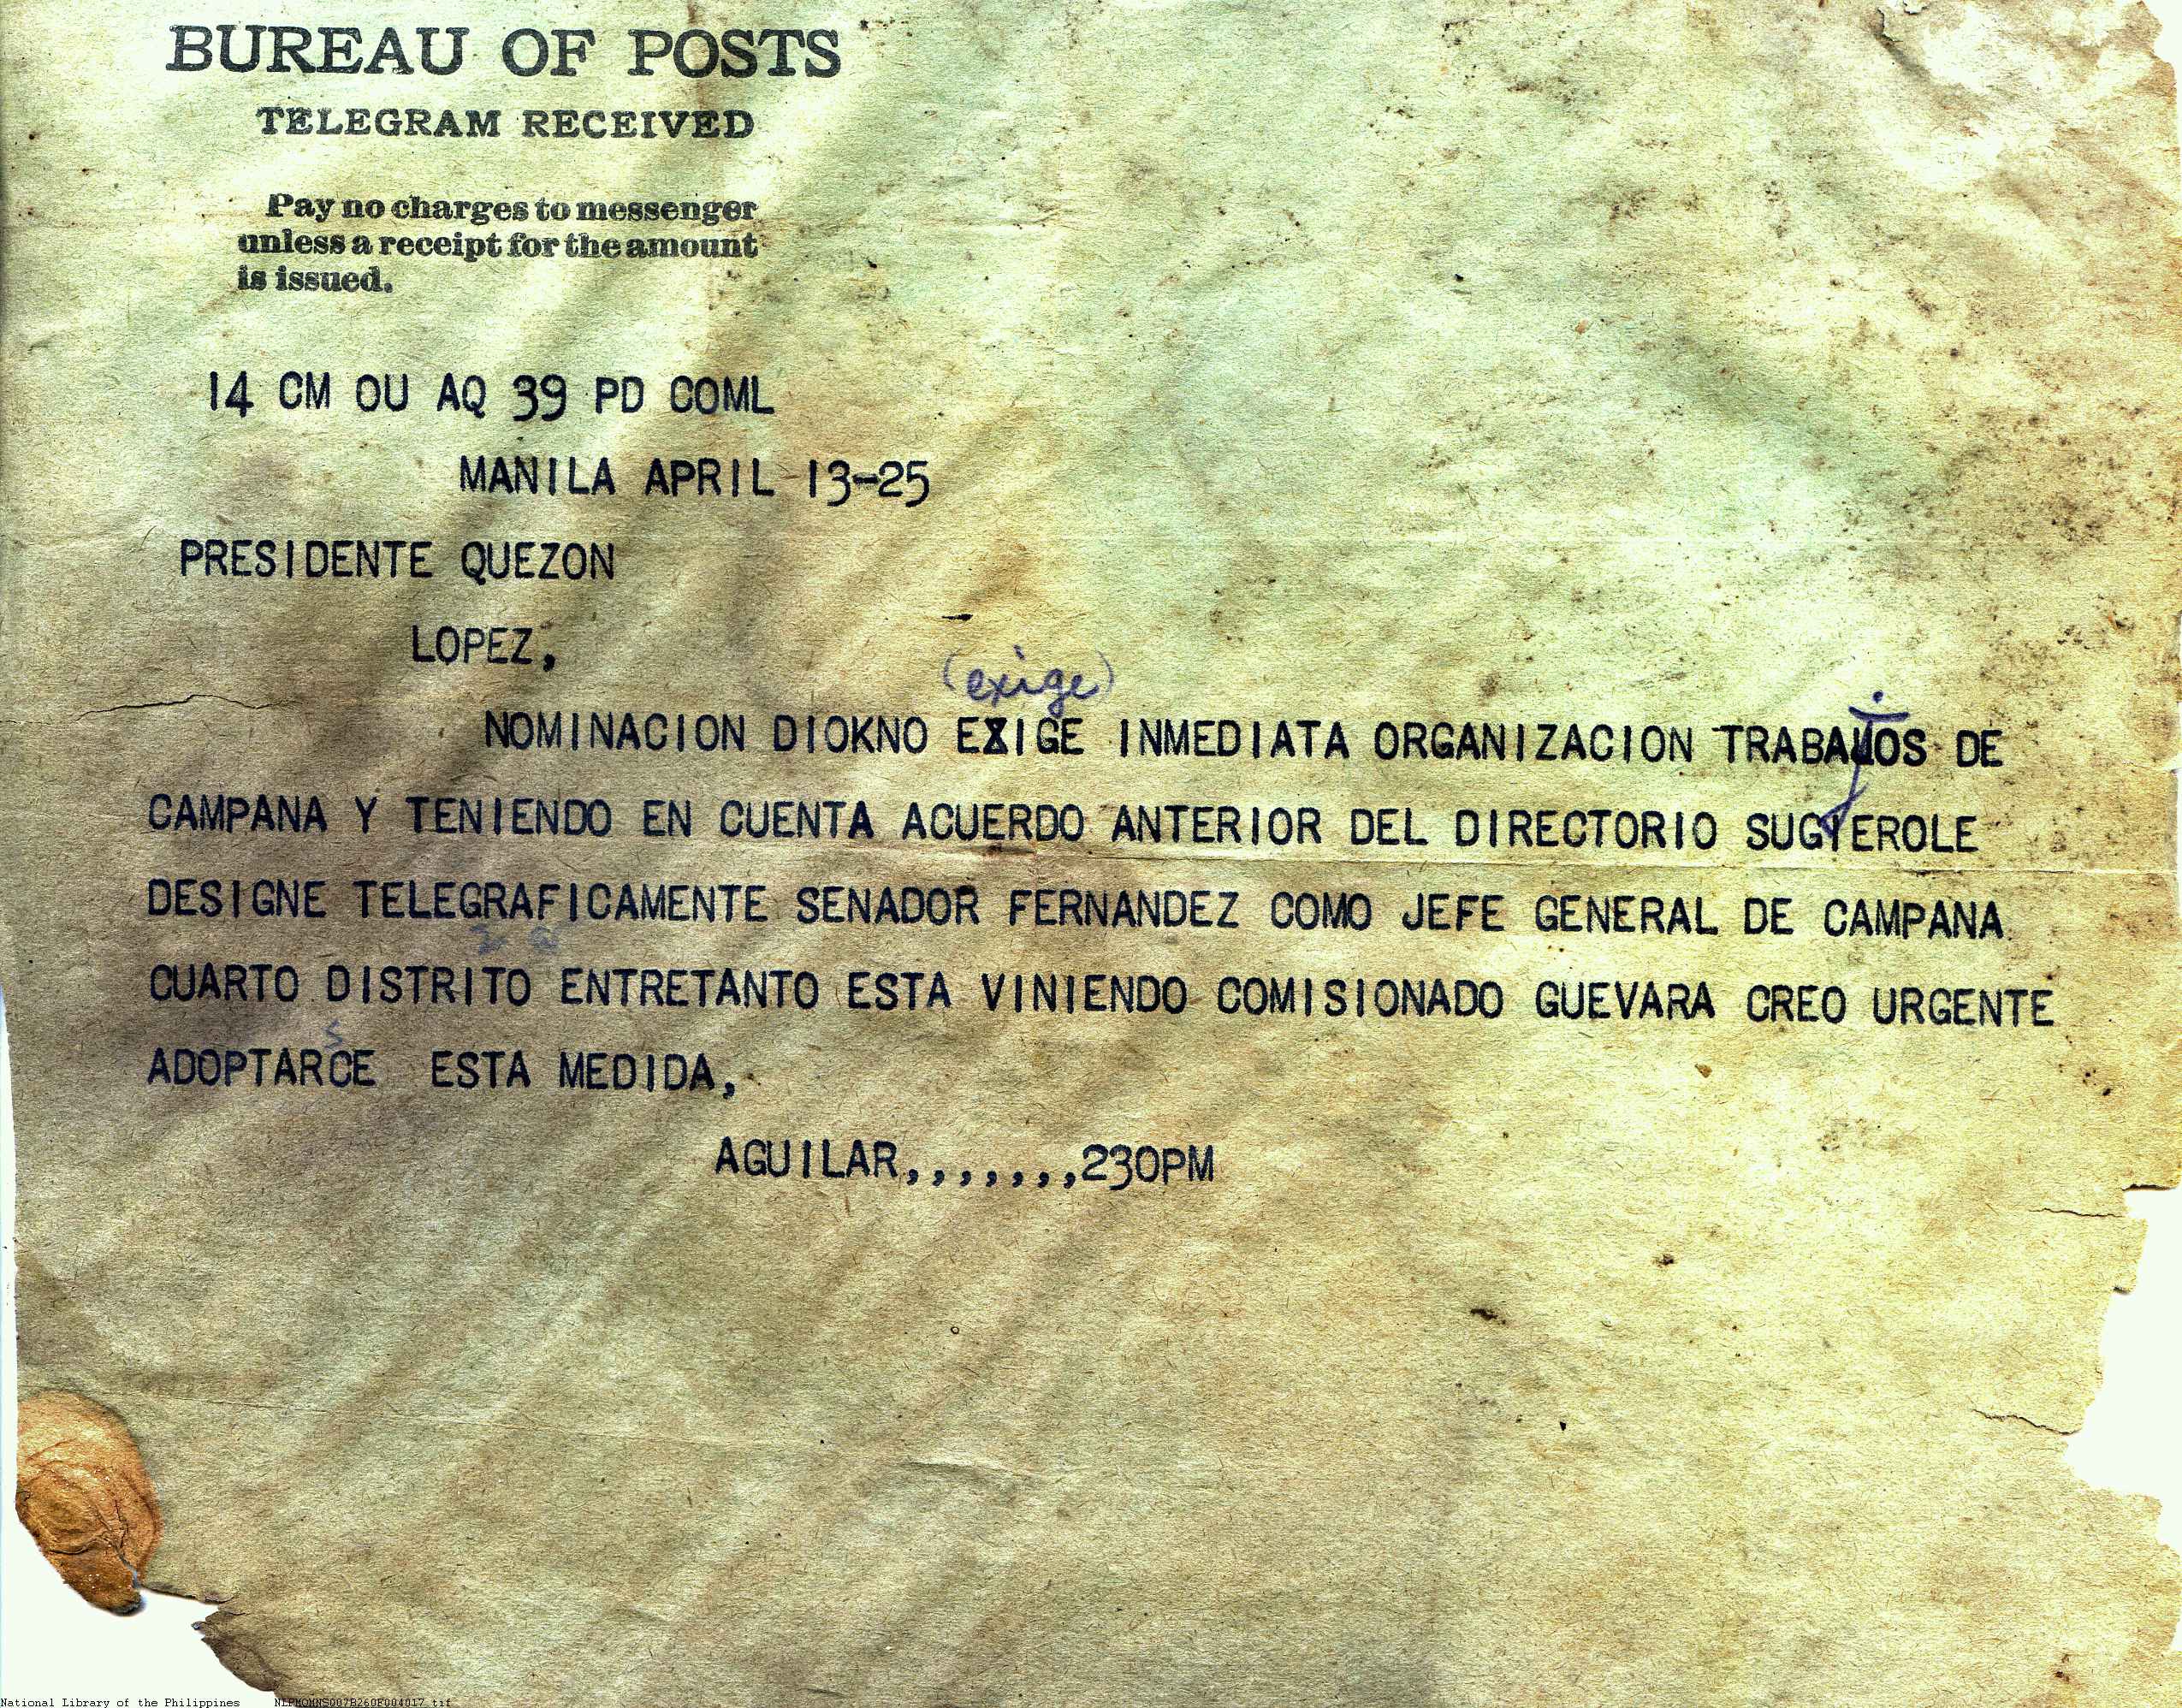 BUREAU OF POSTS
TELEGRAM RECEIVED
Pay no charges to messenger
unless a receipt for the amount
is issued.
14 CM OU AQ 39 PD COML
MANILA APRIL 13-25
PRESIDENTE QUEZON
LOPEZ,
(exige)
NOMINACION DIOKNO EXIGE INMEDIATA ORGANIZACION TRABAJOS DE
CAMPANA Y TENIENDO EN CUENTA ACUERDO ANTERIOR DEL DIRECTORIO SUGIEROLE
DESIGNE TELEGRAFICAMENTE SENADOR FERNANDEZ COMO JEFE GENERAL DE CAMPANA
CUARTO DISTRITO ENTRETANTO ESTA VINIENDO COMISIONADO GUEVARA CREO URGENTE
s
ADOPTARCE ESTA MEDIDA,
AGUILAR,,,,,,,230PM
National Library of the Philippines NLPMQMNS007B260F004017.tif